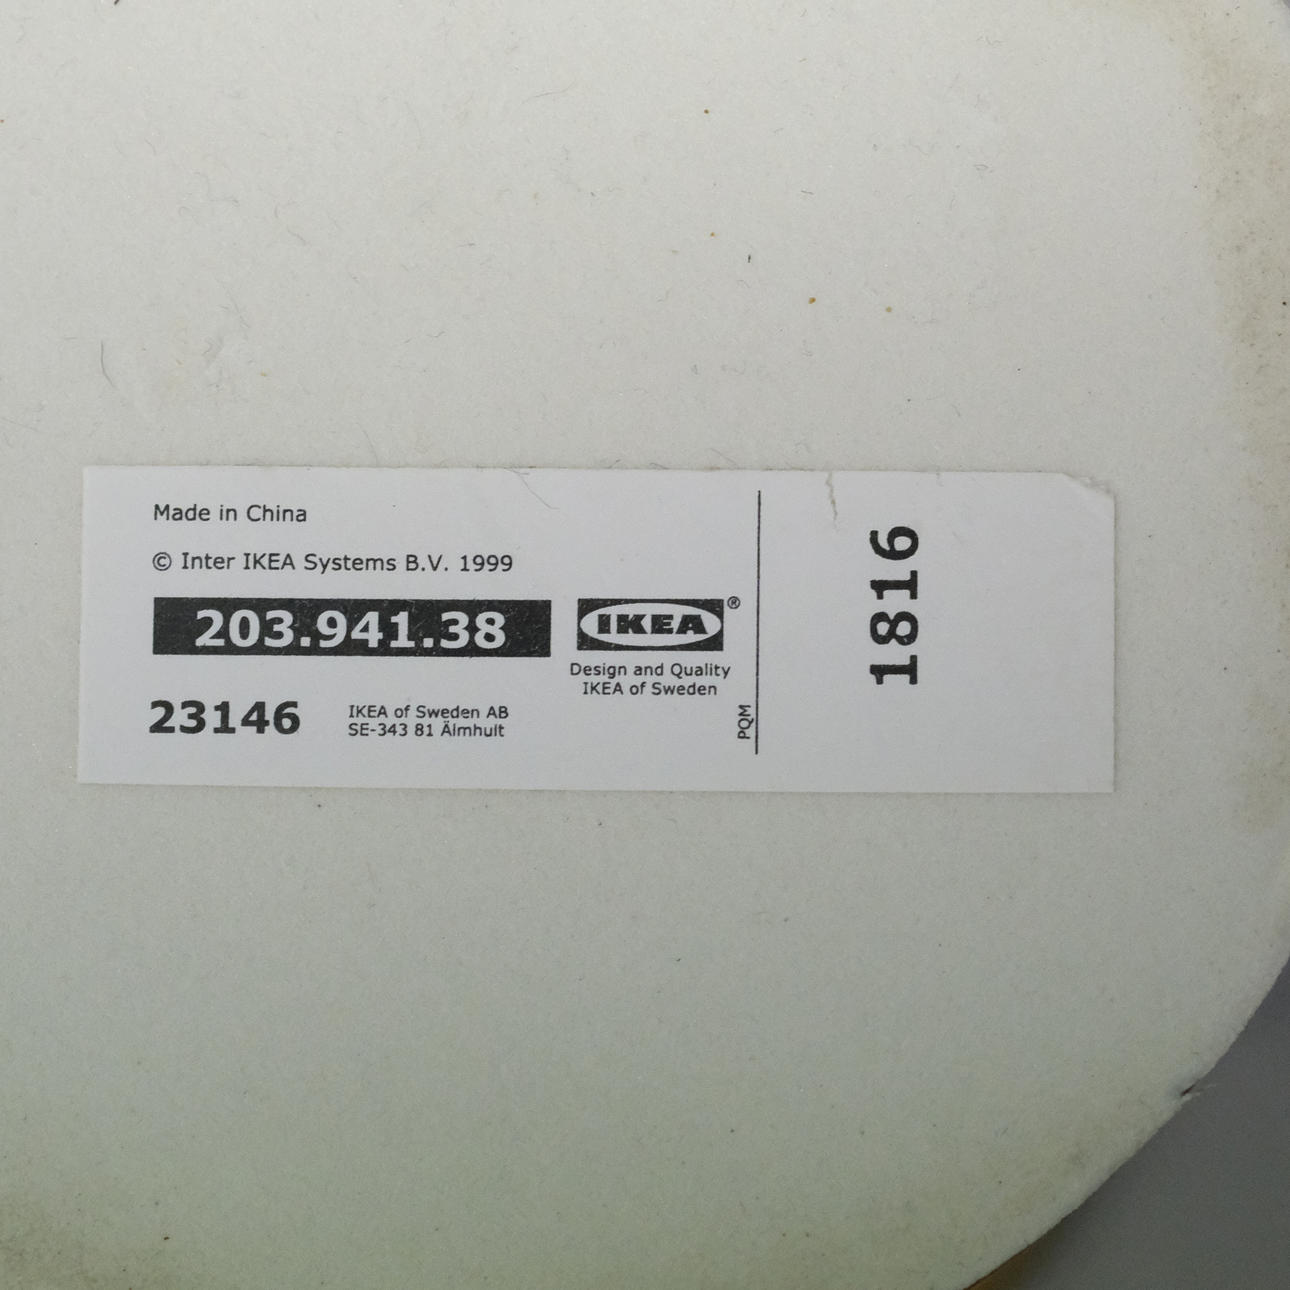 Made in China
© Inter IKEA Systems B.V. 1999
203.941.38
IKEA®
Design and Quality
IKEA of Sweden
23146
IKEA of Sweden AB
SE-343 81 Älmhult
PQM
1816